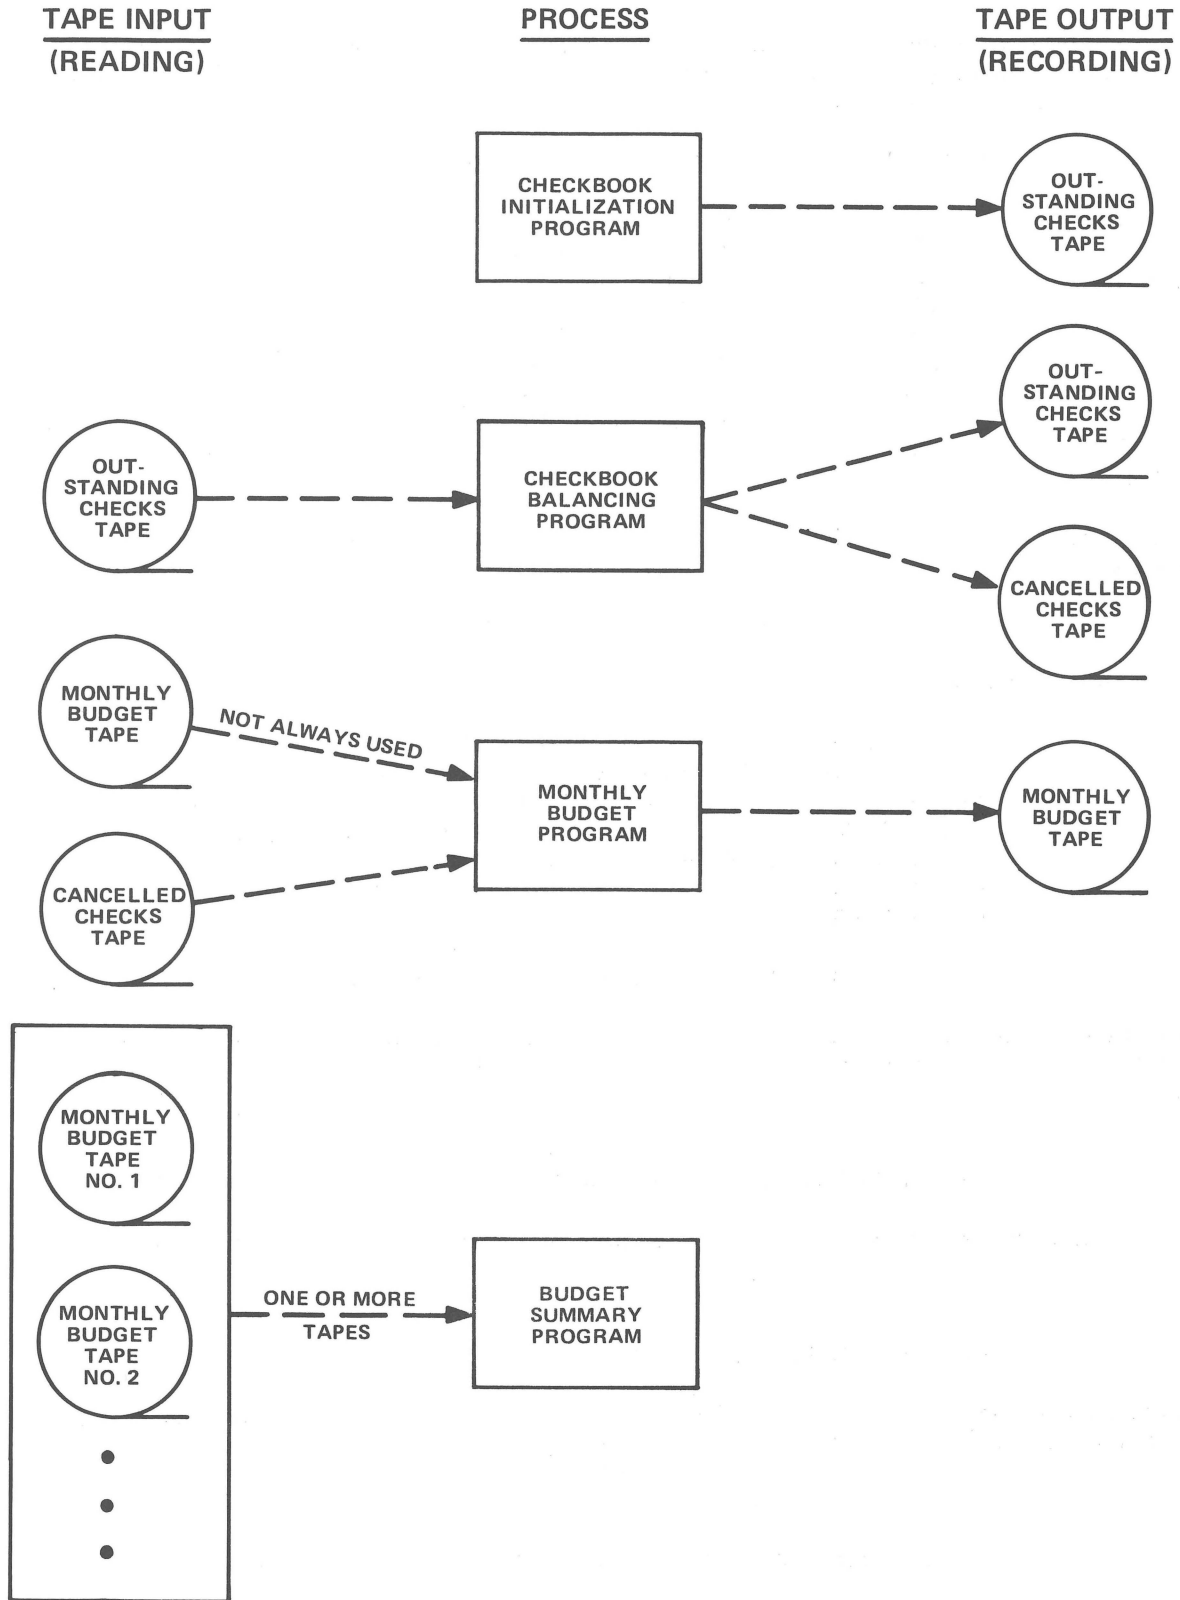 TAPE INPUT
(READING)
PROCESS
TAPE OUTPUT
(RECORDING)
CHECKBOOK
INITIALIZATION
PROGRAM
OUT-
STANDING
CHECKS
TAPE
OUT-
STANDING
CHECKS
TAPE
CHECKBOOK
BALANCING
PROGRAM
OUT-
STANDING
CHECKS
TAPE
CANCELLED
CHECKS
TAPE
MONTHLY
BUDGET
TAPE
NOT ALWAYS USED
CANCELLED
CHECKS
TAPE
MONTHLY
BUDGET
PROGRAM
MONTHLY
BUDGET
TAPE
MONTHLY
BUDGET
TAPE
NO. 1
MONTHLY
BUDGET
TAPE
NO. 2
ONE OR MORE
TAPES
BUDGET
SUMMARY
PROGRAM